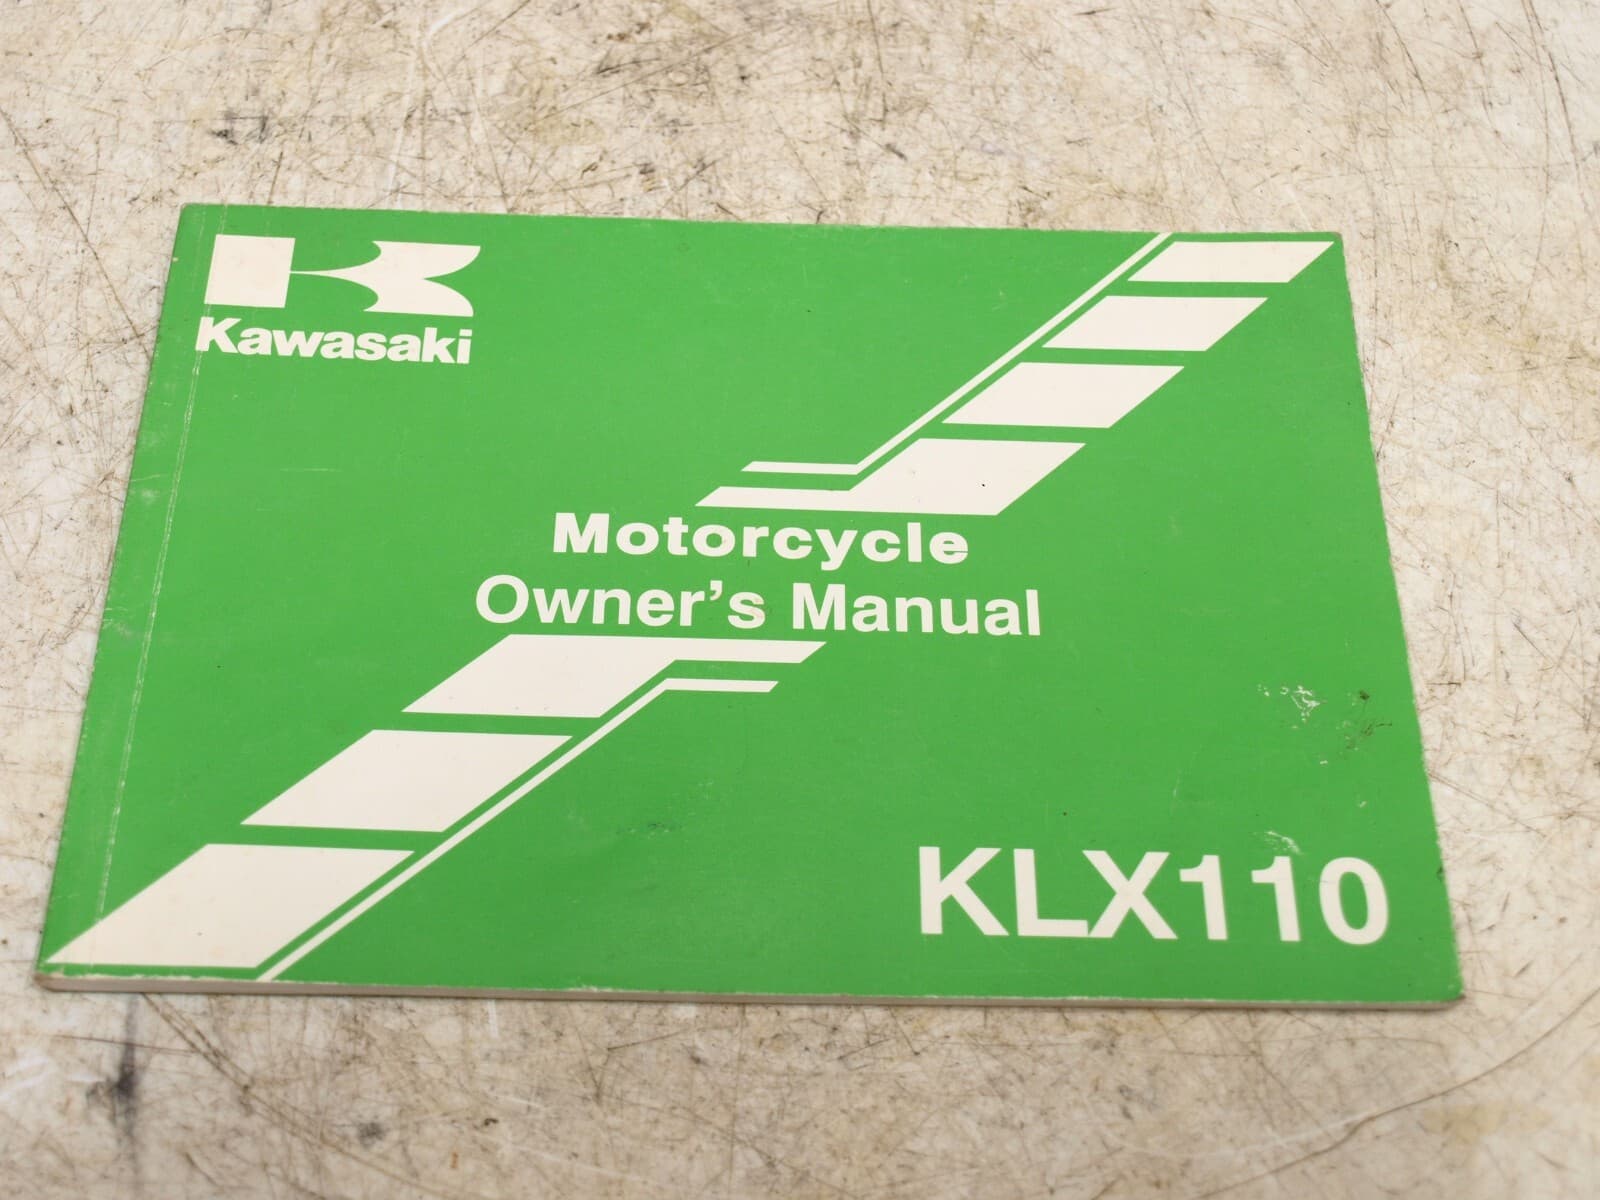 Kawasaki
Motorcycle
Owner's Manual
KLX110